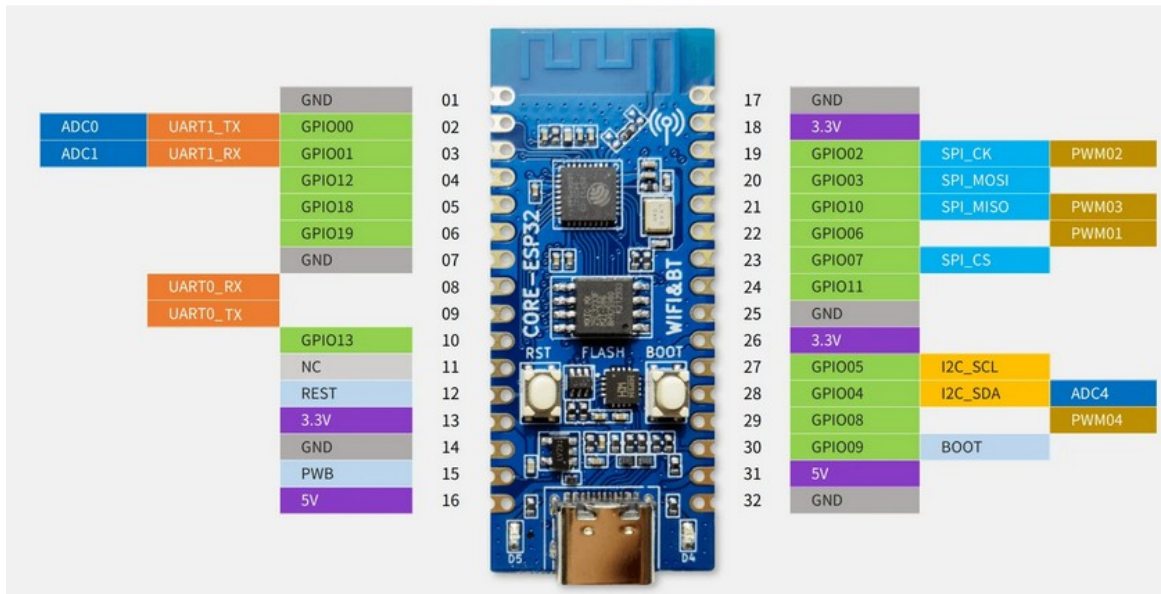 GND 01
ADC0 UART1_TX GPIO00 02
ADC1 UART1_RX GPIO01 03
GPIO12 04
GPIO18 05
GPIO19 06
GND 07
UART0_RX 08
UART0_TX 09
GPIO13 10
NC 11
REST 12
3.3V 13
GND 14
PWB 15
5V 16
CORE-ESP32
WIFI&BT
RST FLASH BOOT
D5 D4
17 GND
18 3.3V
19 GPIO02 SPI_CK PWM02
20 GPIO03 SPI_MOSI
21 GPIO10 SPI_MISO PWM03
22 GPIO06 PWM01
23 GPIO07 SPI_CS
24 GPIO11
25 GND
26 3.3V
27 GPIO05 I2C_SCL
28 GPIO04 I2C_SDA ADC4
29 GPIO08 PWM04
30 GPIO09 BOOT
31 5V
32 GND